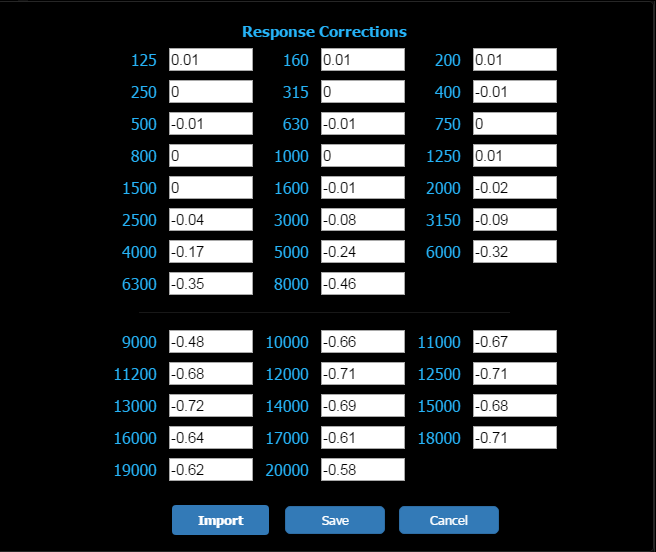 Response Corrections
125 0.01 160 0.01 200 0.01
250 0 315 0 400 -0.01
500 -0.01 630 -0.01 750 0
800 0 1000 0 1250 0.01
1500 0 1600 -0.01 2000 -0.02
2500 -0.04 3000 -0.08 3150 -0.09
4000 -0.17 5000 -0.24 6000 -0.32
6300 -0.35 8000 -0.46
9000 -0.48 10000 -0.66 11000 -0.67
11200 -0.68 12000 -0.71 12500 -0.71
13000 -0.72 14000 -0.69 15000 -0.68
16000 -0.64 17000 -0.61 18000 -0.71
19000 -0.62 20000 -0.58
Import Save Cancel